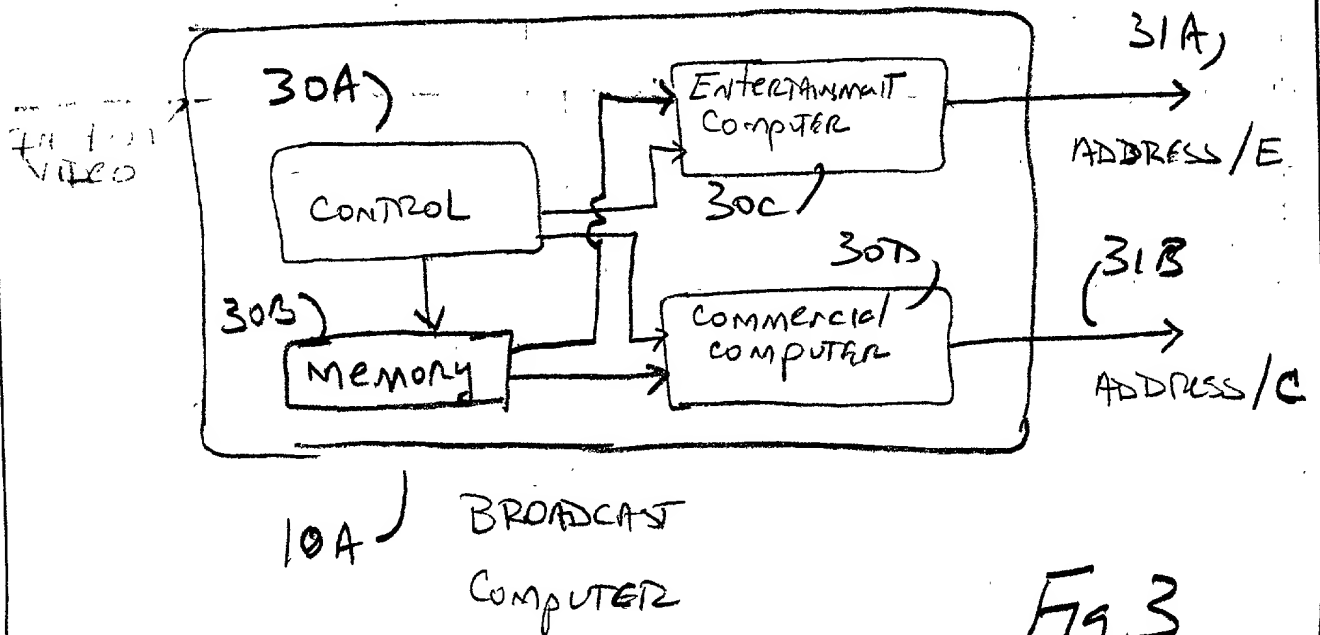 31A
30A
ENTERTAINMENT
COMPUTER
ADDRESS/E
VIDEO
CONTROL
30C
30D
31B
30B
MEMORY
COMMERCIAL
COMPUTER
ADDRESS/C
10A
BROADCAST
COMPUTER
Fig. 3